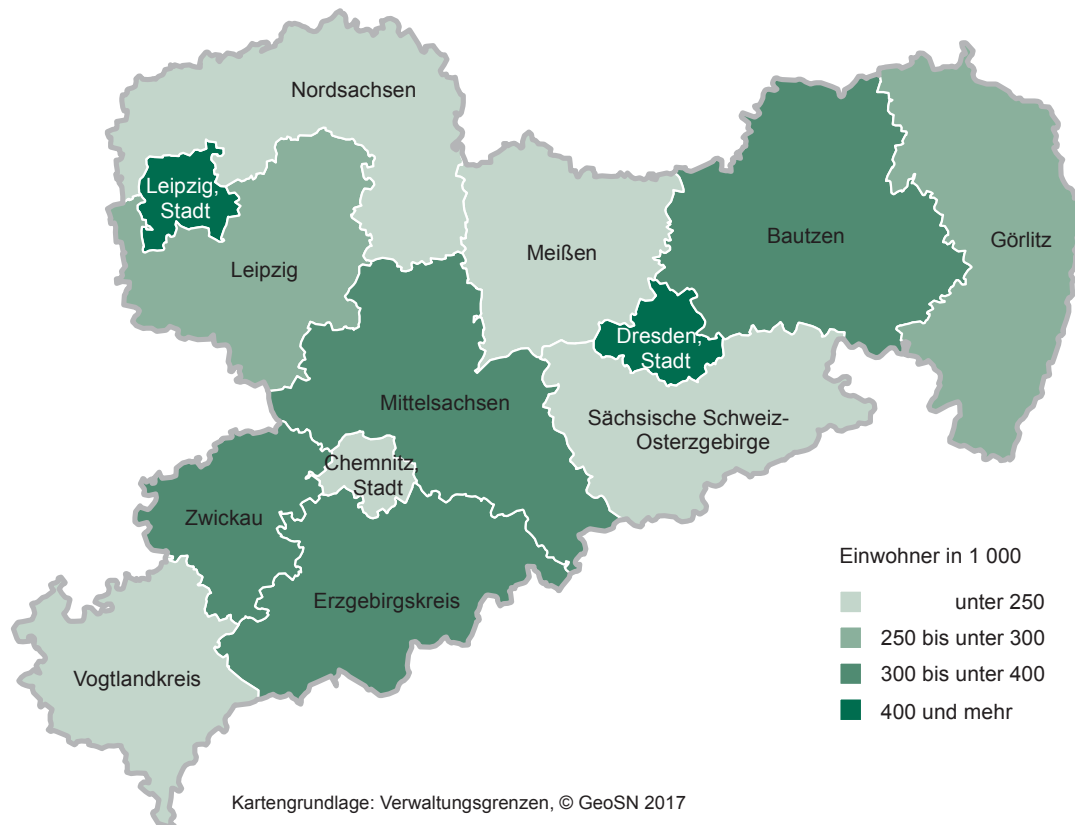 Nordsachsen
Leipzig,
Stadt
Leipzig
Meißen
Bautzen
Görlitz
Dresden,
Stadt
Mittelsachsen
Sächsische Schweiz-
Osterzgebirge
Chemnitz,
Stadt
Zwickau
Erzgebirgskreis
Vogtlandkreis
Einwohner in 1 000
unter 250
250 bis unter 300
300 bis unter 400
400 und mehr
Kartengrundlage: Verwaltungsgrenzen, © GeoSN 2017